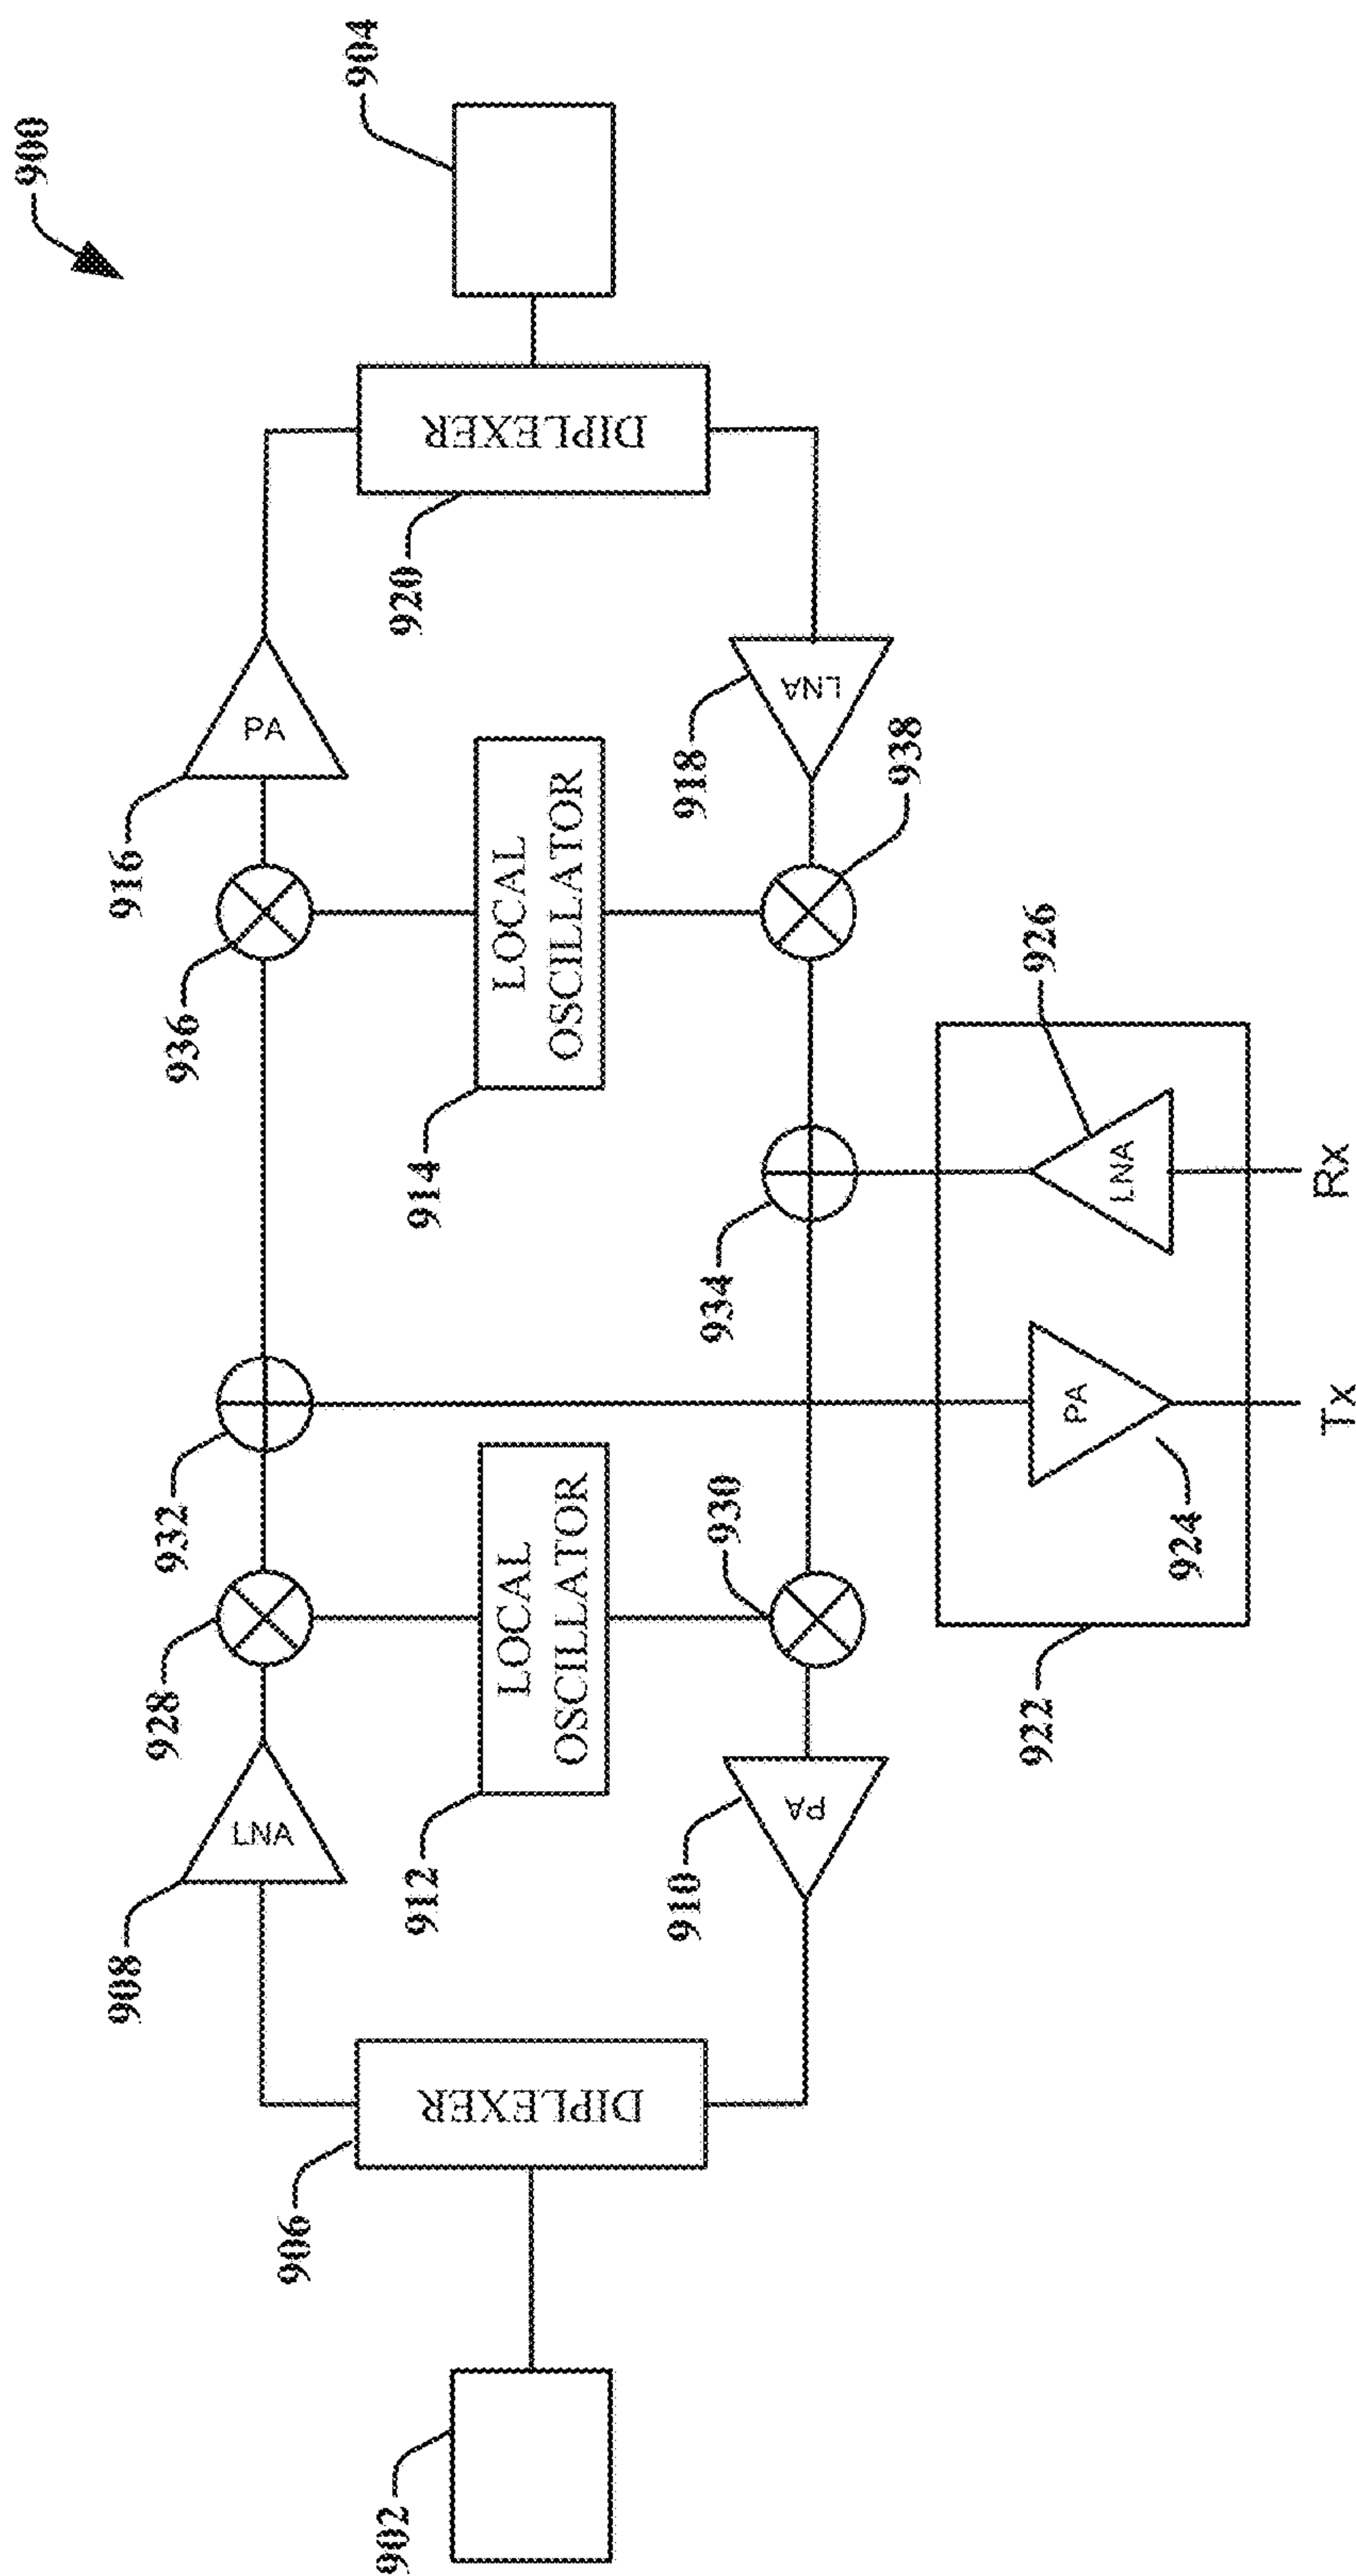 900
908
928
932
936
916
LNA
PA
906
902
912
914
920
904
DIPLEXER
LOCAL
OSCILLATOR
LOCAL
OSCILLATOR
DIPLEXER
910
930
934
918
PA
LNA
938
922
924
926
PA
LNA
Tx
Rx